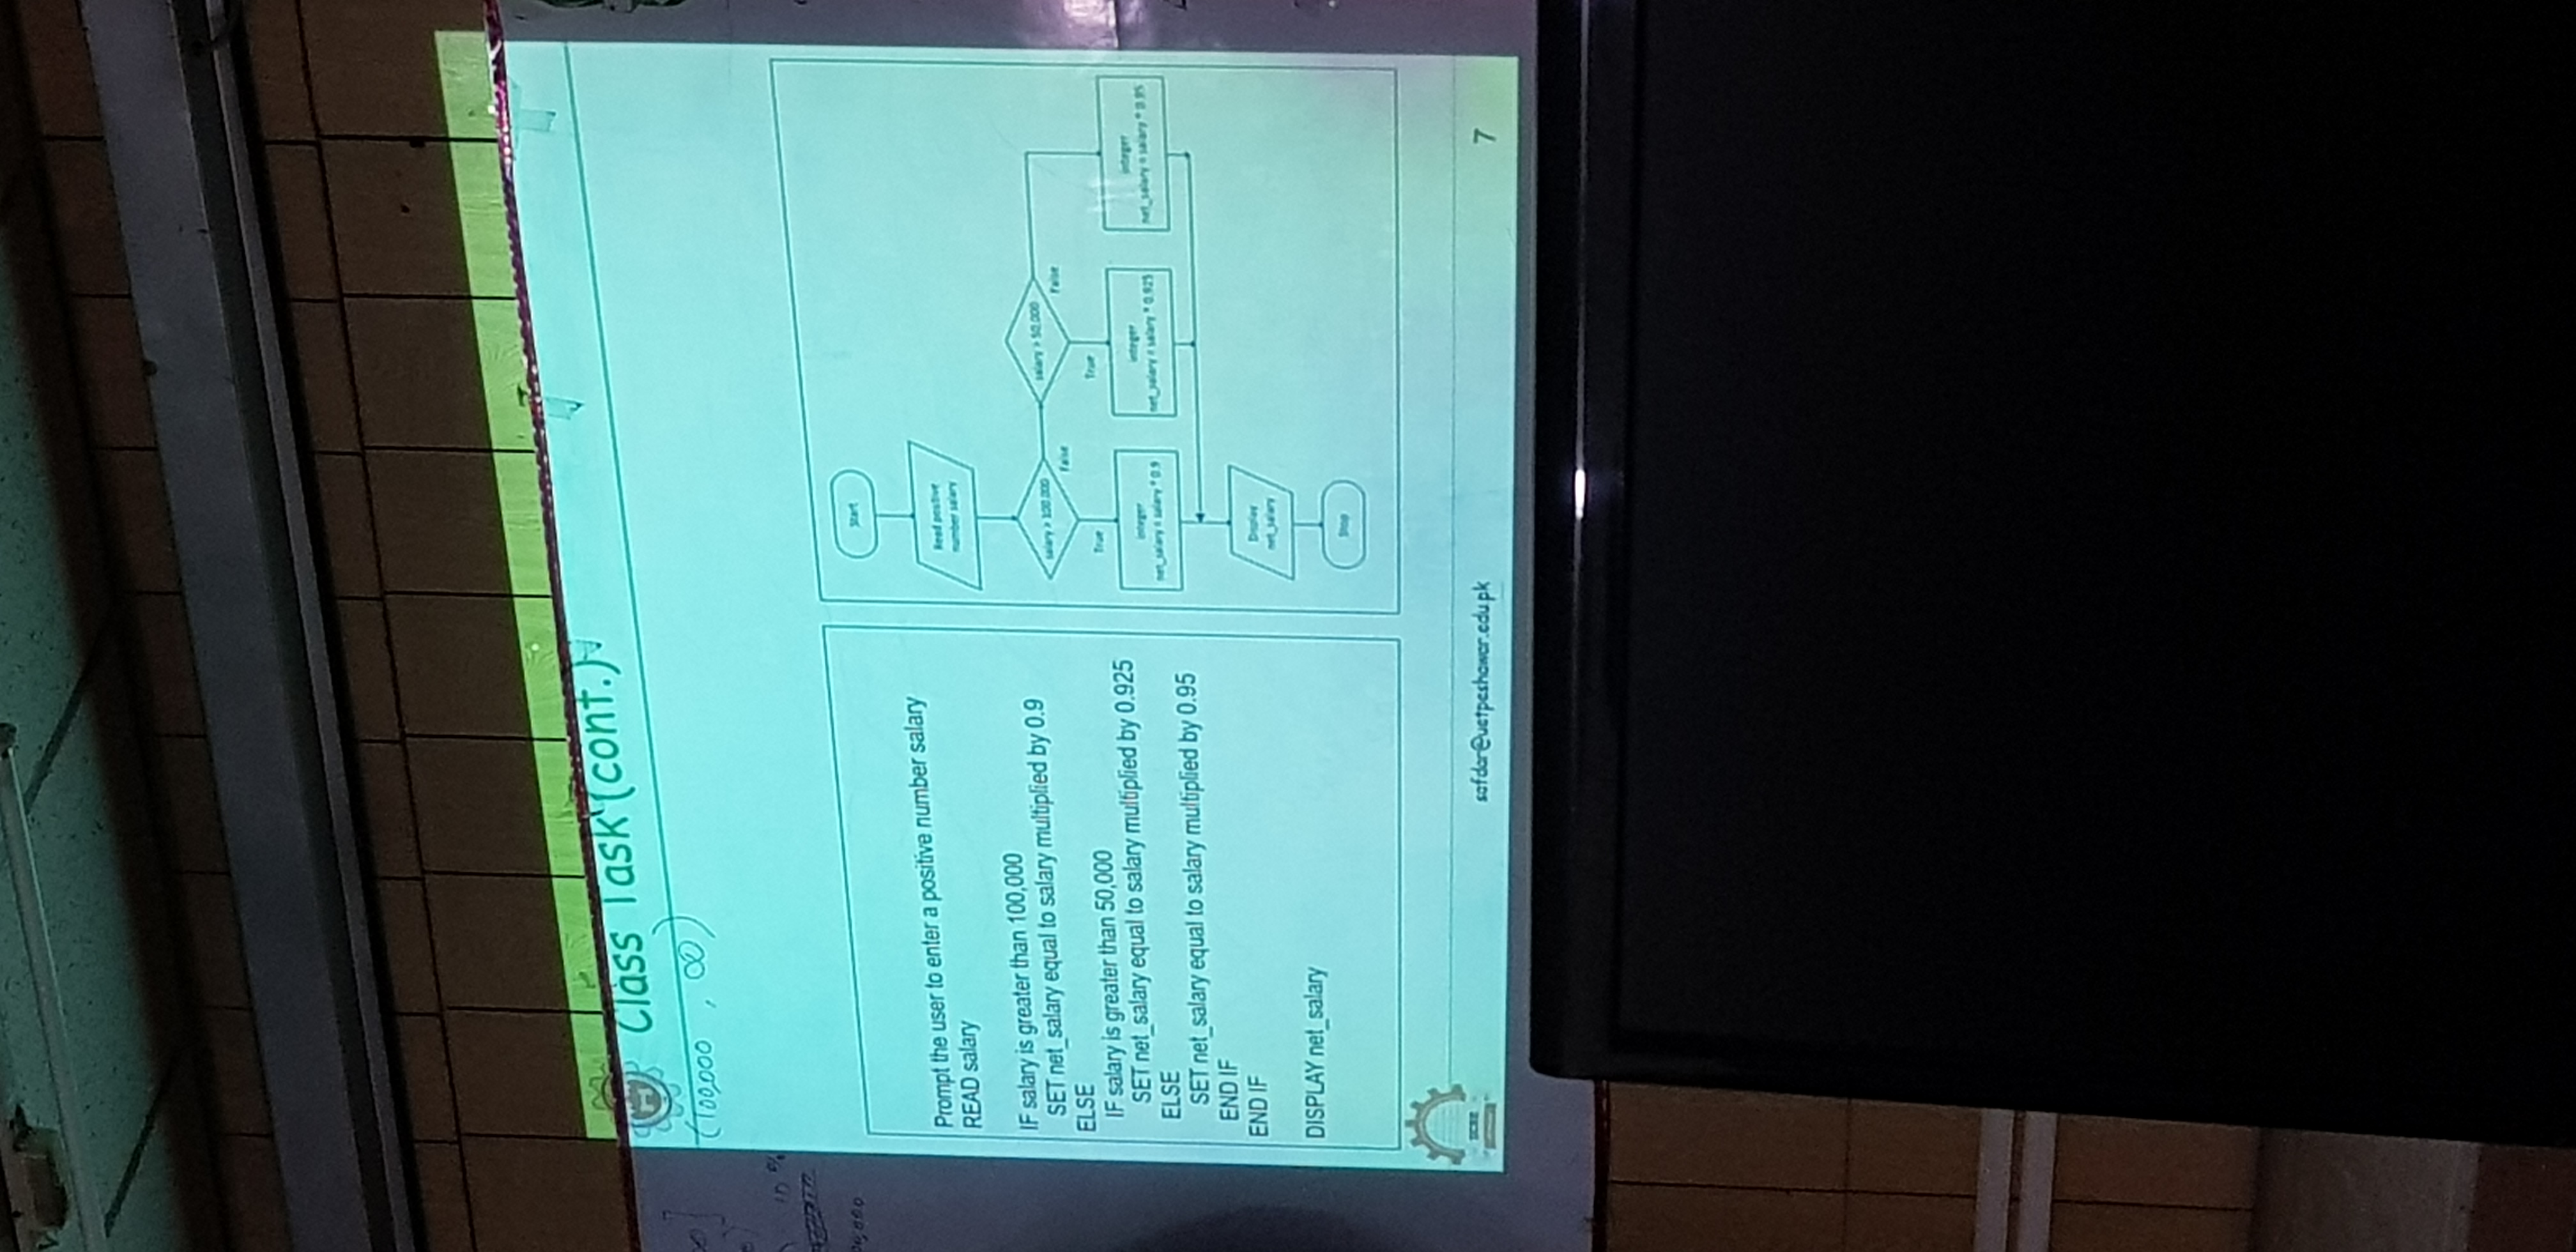 Class Task (cont.)
(100,000 , ∞)
10 %
Prompt the user to enter a positive number salary
READ salary
IF salary is greater than 100,000
SET net_salary equal to salary multiplied by 0.9
ELSE
IF salary is greater than 50,000
SET net_salary equal to salary multiplied by 0.925
ELSE
SET net_salary equal to salary multiplied by 0.95
END IF
END IF
DISPLAY net_salary
Start
Read positive
number salary
salary > 100,000
False
True
salary > 50,000
False
True
integer
net_salary = salary * 0.9
integer
net_salary = salary * 0.925
integer
net_salary = salary * 0.95
Display
net_salary
Stop
safdar@uetpeshawar.edu.pk
7